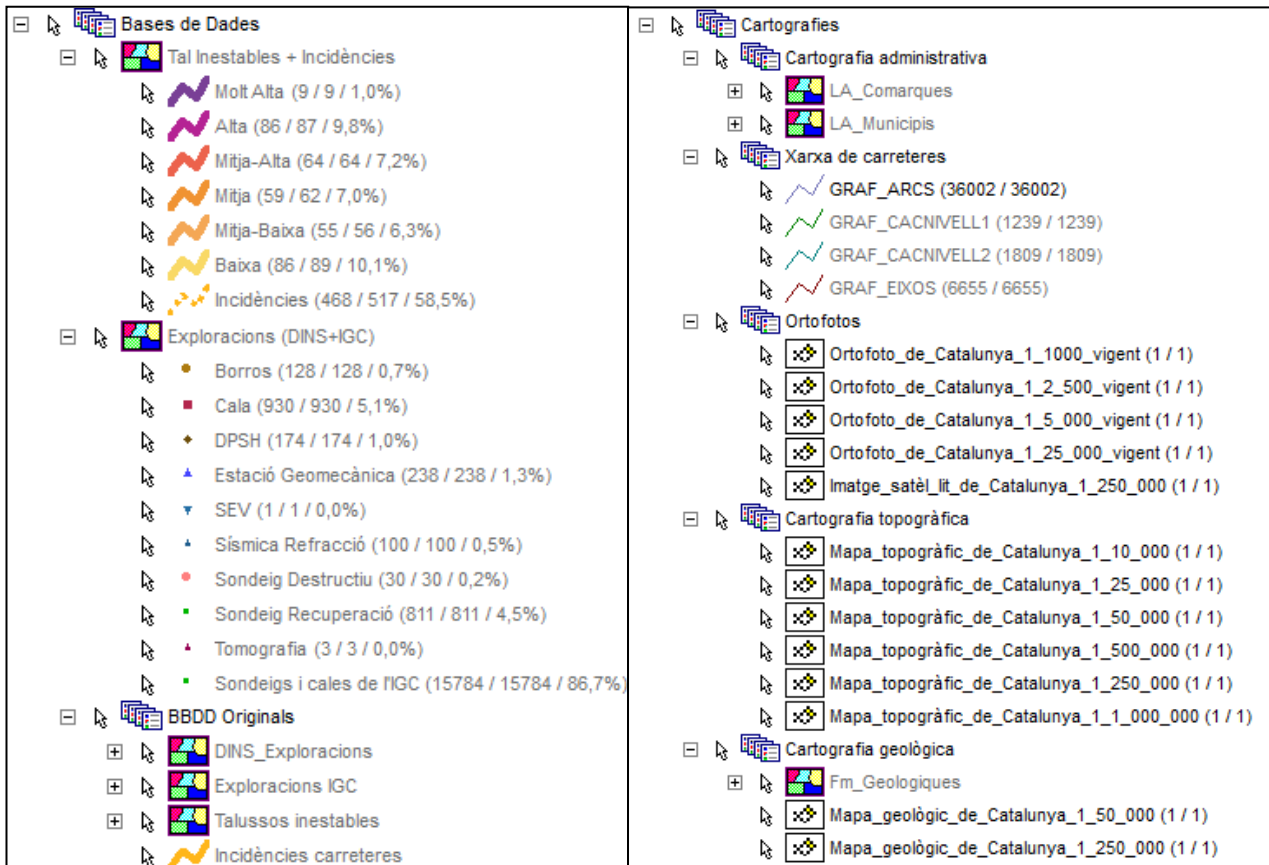 Bases de Dades
Tal Inestables + Incidències
Molt Alta (9 / 9 / 1,0%)
Alta (86 / 87 / 9,8%)
Mitja-Alta (64 / 64 / 7,2%)
Mitja (59 / 62 / 7,0%)
Mitja-Baixa (55 / 56 / 6,3%)
Baixa (86 / 89 / 10,1%)
Incidències (468 / 517 / 58,5%)
Exploracions (DINS+IGC)
Borros (128 / 128 / 0,7%)
Cala (930 / 930 / 5,1%)
DPSH (174 / 174 / 1,0%)
Estació Geomecànica (238 / 238 / 1,3%)
SEV (1 / 1 / 0,0%)
Sísmica Refracció (100 / 100 / 0,5%)
Sondeig Destructiu (30 / 30 / 0,2%)
Sondeig Recuperació (811 / 811 / 4,5%)
Tomografia (3 / 3 / 0,0%)
Sondeigs i cales de l'IGC (15784 / 15784 / 86,7%)
BBDD Originals
DINS_Exploracions
Exploracions IGC
Talussos inestables
Incidències carreteres
Cartografies
Cartografia administrativa
LA_Comarques
LA_Municipis
Xarxa de carreteres
GRAF_ARCS (36002 / 36002)
GRAF_CACNIVELL1 (1239 / 1239)
GRAF_CACNIVELL2 (1809 / 1809)
GRAF_EIXOS (6655 / 6655)
Ortofotos
Ortofoto_de_Catalunya_1_1000_vigent (1 / 1)
Ortofoto_de_Catalunya_1_2_500_vigent (1 / 1)
Ortofoto_de_Catalunya_1_5_000_vigent (1 / 1)
Ortofoto_de_Catalunya_1_25_000_vigent (1 / 1)
Imatge_satèl_lit_de_Catalunya_1_250_000 (1 / 1)
Cartografia topogràfica
Mapa_topogràfic_de_Catalunya_1_10_000 (1 / 1)
Mapa_topogràfic_de_Catalunya_1_25_000 (1 / 1)
Mapa_topogràfic_de_Catalunya_1_50_000 (1 / 1)
Mapa_topogràfic_de_Catalunya_1_500_000 (1 / 1)
Mapa_topogràfic_de_Catalunya_1_250_000 (1 / 1)
Mapa_topogràfic_de_Catalunya_1_1_000_000 (1 / 1)
Cartografia geològica
Fm_Geologiques
Mapa_geològic_de_Catalunya_1_50_000 (1 / 1)
Mapa_geològic_de_Catalunya_1_250_000 (1 / 1)